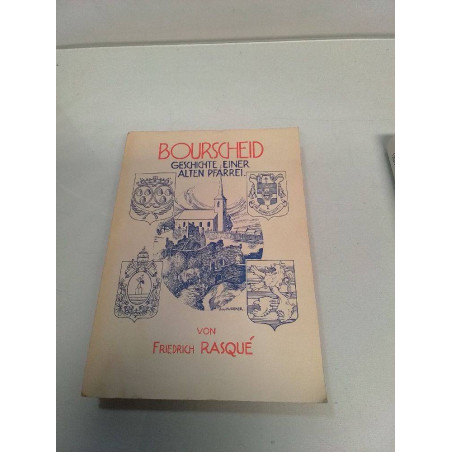 BOURSCHEID
GESCHICHTE EINER
ALTEN PFARREI.
VON
FRIEDRICH RASQUÉ